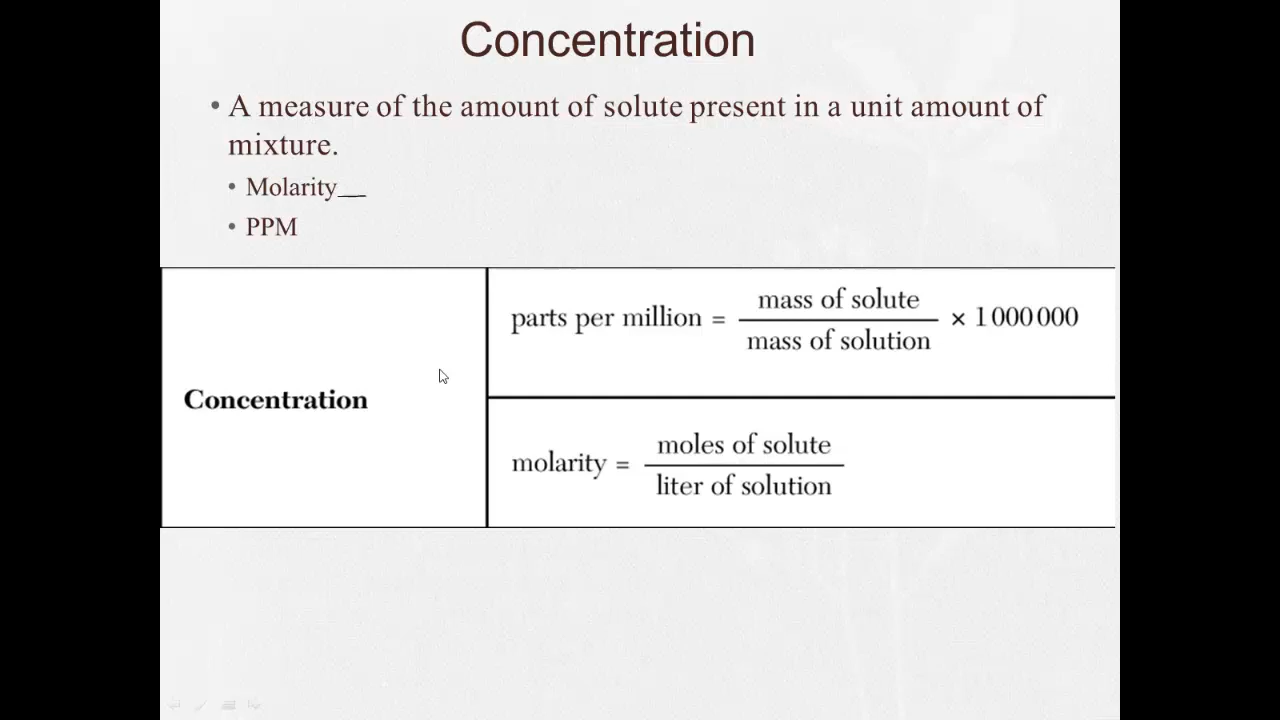 Concentration
• A measure of the amount of solute present in a unit amount of
mixture.
• Molarity__
• PPM
Concentration
parts per million = mass of solute / mass of solution × 1 000 000
molarity = moles of solute / liter of solution